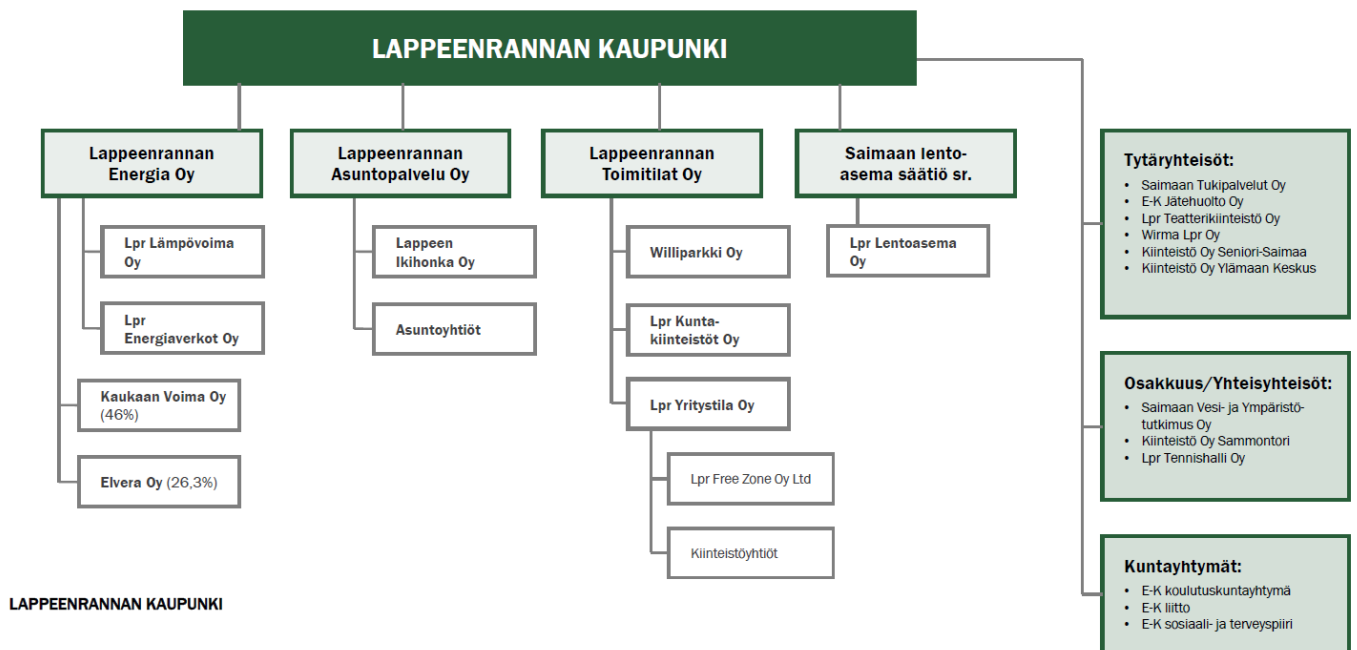 LAPPEENRANNAN KAUPUNKI
Lappeenrannan
Energia Oy
Lpr Lämpövoima
Oy
Lpr
Energiaverkot Oy
Kaukaan Voima Oy
(46%)
Elvera Oy (26,3%)
Lappeenrannan
Asuntopalvelu Oy
Lappeen
Ikihonka Oy
Asuntoyhtiöt
Lappeenrannan
Toimitilat Oy
Williparkki Oy
Lpr Kunta-
kiinteistöt Oy
Lpr Yritystila Oy
Lpr Free Zone Oy Ltd
Kiinteistöyhtiöt
Saimaan lento-
asema säätiö sr.
Lpr Lentoasema
Oy
Tytäryhteisöt:
• Saimaan Tukipalvelut Oy
• E-K Jätehuolto Oy
• Lpr Teatterikiinteistö Oy
• Wirma Lpr Oy
• Kiinteistö Oy Seniori-Saimaa
• Kiinteistö Oy Ylämaan Keskus
Osakkuus/Yhteisyhteisöt:
• Saimaan Vesi- ja Ympäristö-
tutkimus Oy
• Kiinteistö Oy Sammontori
• Lpr Tennishalli Oy
Kuntayhtymät:
• E-K koulutuskuntayhtymä
• E-K liitto
• E-K sosiaali- ja terveyspiiri
LAPPEENRANNAN KAUPUNKI